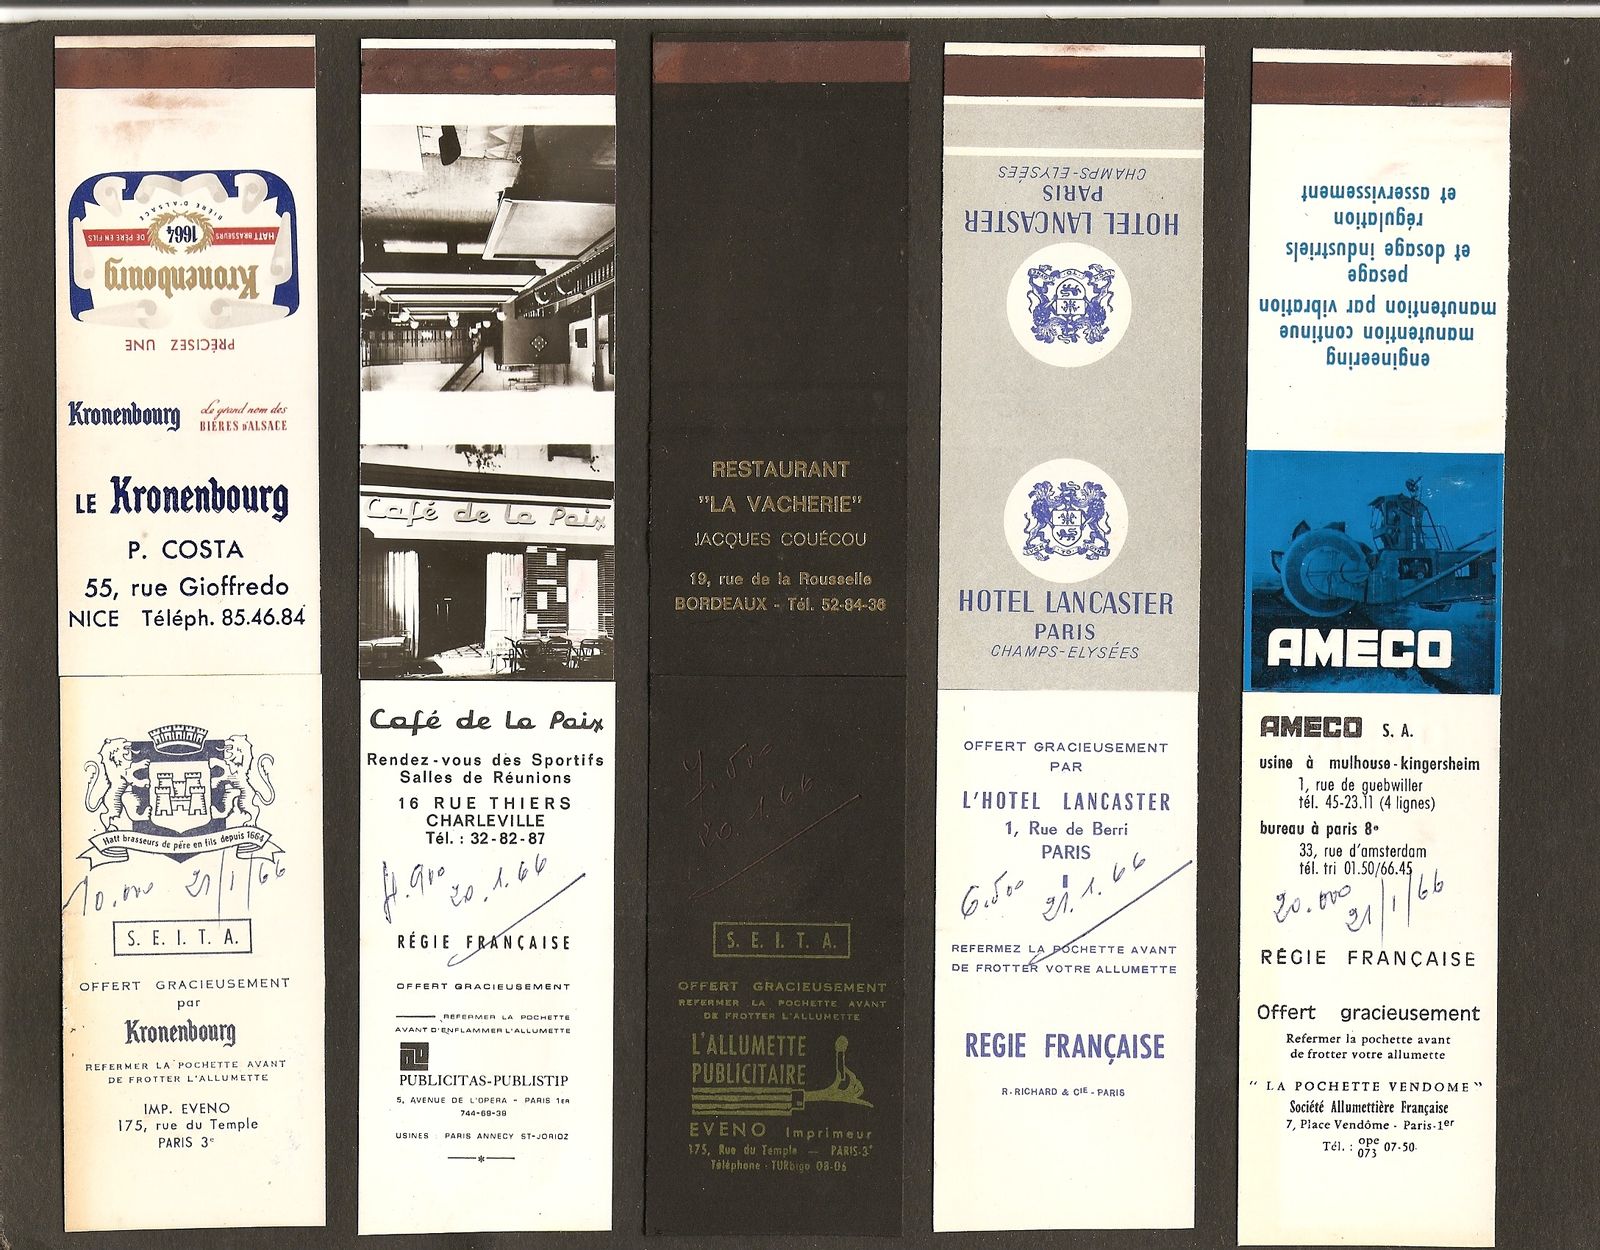 BIÈRE D'ALSACE
HATT BRASSEURS 1664 DE PÈRE EN FILS
Kronenbourg
PRÉCISEZ UNE
Kronenbourg
Le grand nom des
BIÈRES D'ALSACE
LE Kronenbourg
P. COSTA
55, rue Gioffredo
NICE Téléph. 85.46.84
Hatt brasseurs de père en fils depuis 1664
10.000 21/1/66
S. E. I. T. A.
OFFERT GRACIEUSEMENT
par
Kronenbourg
REFERMER LA POCHETTE AVANT
DE FROTTER L'ALLUMETTE
IMP. EVENO
175, rue du Temple
PARIS 3e
Café de La Paix
Café de La Paix
Rendez-vous des Sportifs
Salles de Réunions
16 RUE THIERS
CHARLEVILLE
Tél. : 32-82-87
4.900
20.1.66
RÉGIE FRANÇAISE
OFFERT GRACIEUSEMENT
REFERMER LA POCHETTE
AVANT D'ENFLAMMER L'ALLUMETTE
PUBLICITAS-PUBLISTIP
5, AVENUE DE L'OPERA - PARIS 1ER
744-69-39
USINES : PARIS ANNECY ST-JORIOZ
RESTAURANT
"LA VACHERIE"
JACQUES COUÉCOU
19, rue de la Rousselle
BORDEAUX - Tél. 52-84-36
20.1.66
S. E. I. T. A.
OFFERT GRACIEUSEMENT
REFERMER LA POCHETTE AVANT
DE FROTTER L'ALLUMETTE
L'ALLUMETTE
PUBLICITAIRE
EVENO Imprimeur
175, Rue du Temple — PARIS-3e
Téléphone : TURbigo 08-06
HOTEL LANCASTER
PARIS
CHAMPS-ELYSÉES
HOTEL LANCASTER
PARIS
CHAMPS-ELYSÉES
OFFERT GRACIEUSEMENT
PAR
L'HOTEL LANCASTER
1, Rue de Berri
PARIS
6.500
21.1.66
REFERMEZ LA POCHETTE AVANT
DE FROTTER VOTRE ALLUMETTE
REGIE FRANÇAISE
R. RICHARD & CIE - PARIS
engineering
manutention continue
manutention par vibration
pesage
et dosage industriels
régulation
et asservissement
AMECO
AMECO S. A.
usine à mulhouse-kingersheim
1, rue de guebwiller
tél. 45-23.11 (4 lignes)
bureau à paris 8e
33, rue d'amsterdam
tél. tri 01.50/66.45
20.000
21/1/66
RÉGIE FRANÇAISE
Offert gracieusement
Refermer la pochette avant
de frotter votre allumette
" LA POCHETTE VENDOME "
Société Allumettière Française
7, Place Vendôme - Paris-1er
Tél. : ope 073 07-50